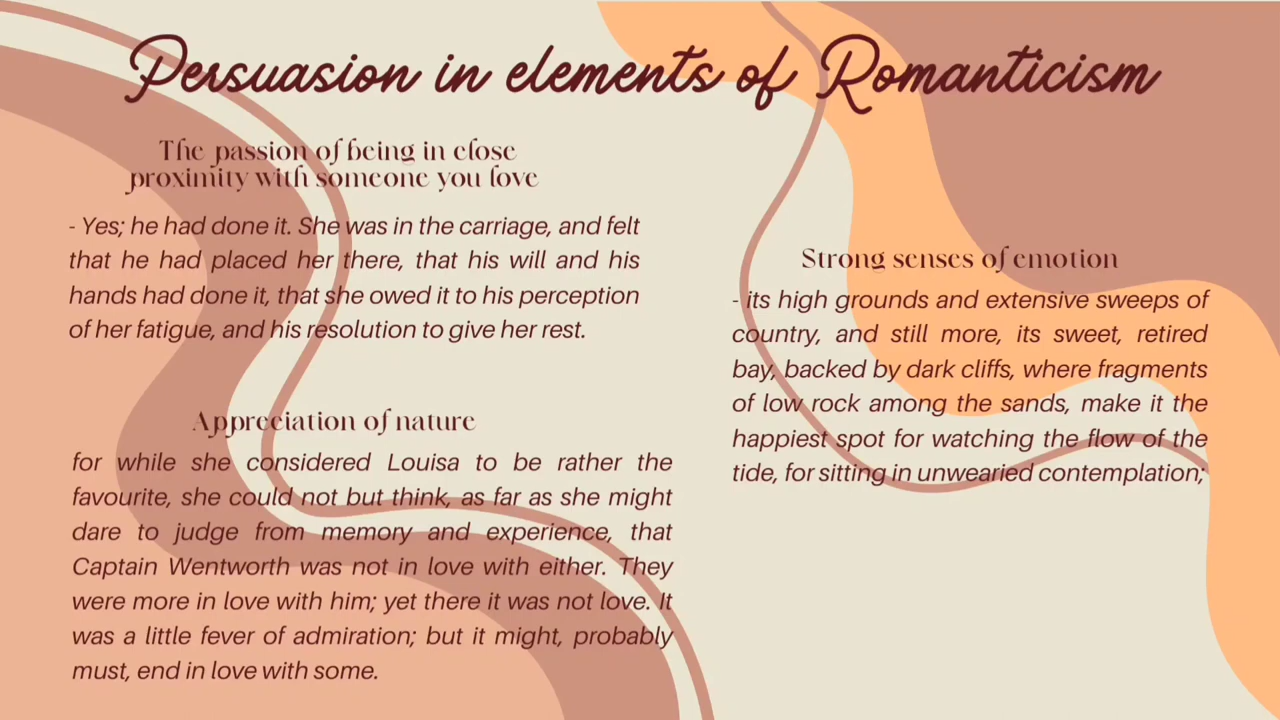 Persuasion in elements of Romanticism
The passion of being in close
proximity with someone you love
- Yes; he had done it. She was in the carriage, and felt
that he had placed her there, that his will and his
hands had done it, that she owed it to his perception
of her fatigue, and his resolution to give her rest.
Appreciation of nature
for while she considered Louisa to be rather the
favourite, she could not but think, as far as she might
dare to judge from memory and experience, that
Captain Wentworth was not in love with either. They
were more in love with him; yet there it was not love. It
was a little fever of admiration; but it might, probably
must, end in love with some.
Strong senses of emotion
- its high grounds and extensive sweeps of
country, and still more, its sweet, retired
bay, backed by dark cliffs, where fragments
of low rock among the sands, make it the
happiest spot for watching the flow of the
tide, for sitting in unwearied contemplation;